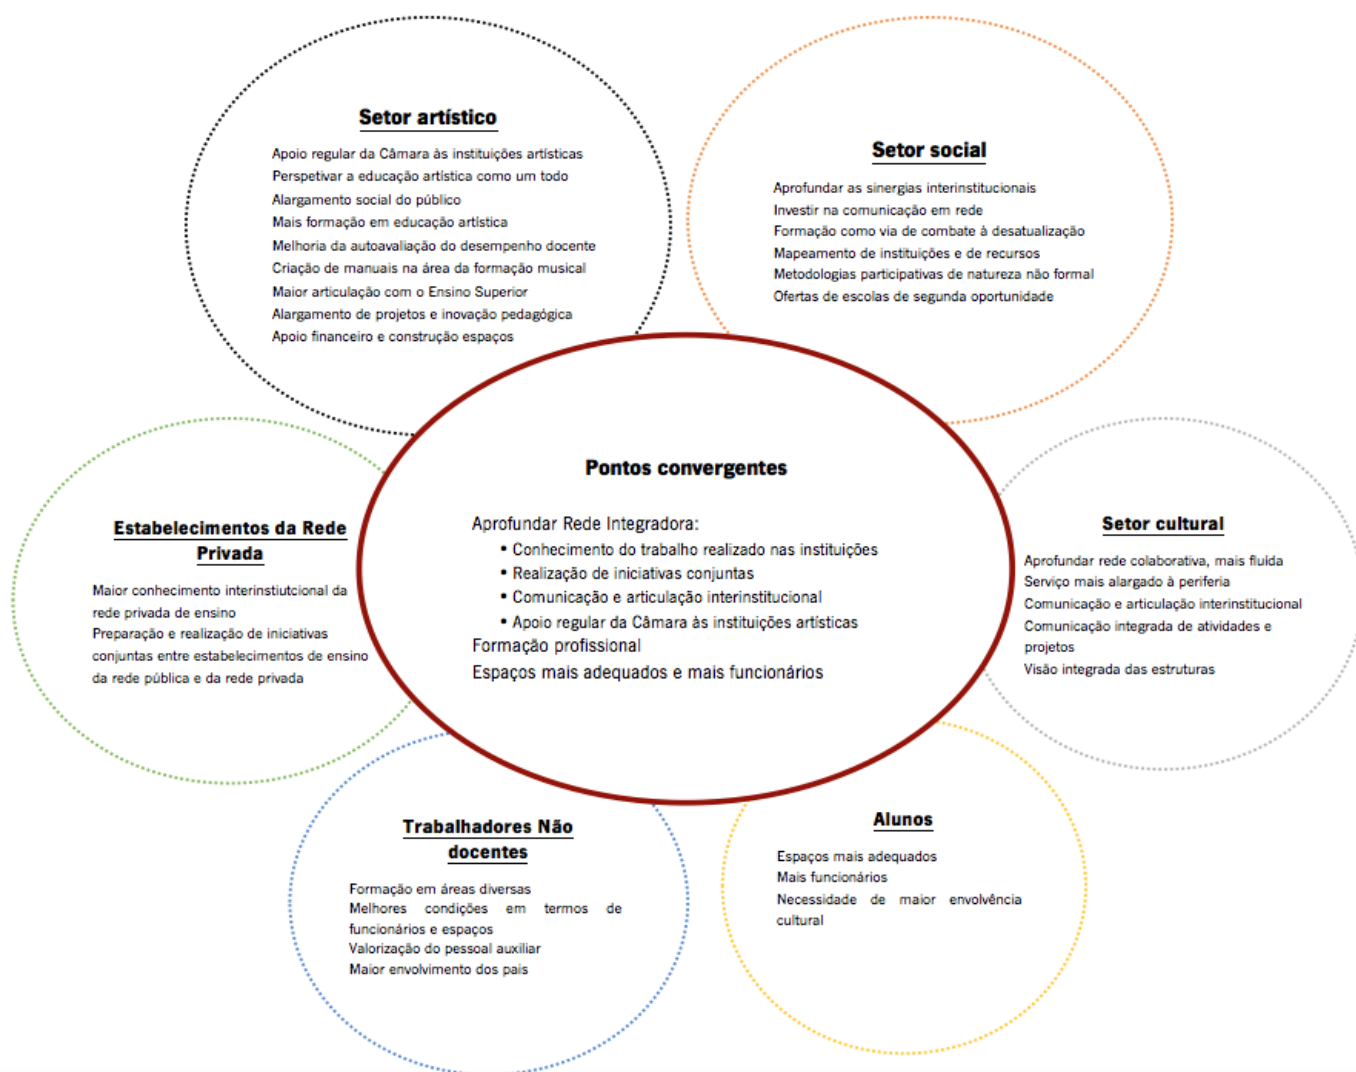 Setor artístico
Apoio regular da Câmara às instituições artísticas
Perspetivar a educação artística como um todo
Alargamento social do público
Mais formação em educação artística
Melhoria da autoavaliação do desempenho docente
Criação de manuais na área da formação musical
Maior articulação com o Ensino Superior
Alargamento de projetos e inovação pedagógica
Apoio financeiro e construção espaços
Setor social
Aprofundar as sinergias interinstitucionais
Investir na comunicação em rede
Formação como via de combate à desatualização
Mapeamento de instituições e de recursos
Metodologias participativas de natureza não formal
Ofertas de escolas de segunda oportunidade
Pontos convergentes
Aprofundar Rede Integradora:
• Conhecimento do trabalho realizado nas instituições
• Realização de iniciativas conjuntas
• Comunicação e articulação interinstitucional
• Apoio regular da Câmara às instituições artísticas
Formação profissional
Espaços mais adequados e mais funcionários
Estabelecimentos da Rede
Privada
Maior conhecimento interinstiutcional da
rede privada de ensino
Preparação e realização de iniciativas
conjuntas entre estabelecimentos de ensino
da rede pública e da rede privada
Setor cultural
Aprofundar rede colaborativa, mais fluída
Serviço mais alargado à periferia
Comunicação e articulação interinstitucional
Comunicação integrada de atividades e
projetos
Visão integrada das estruturas
Trabalhadores Não
docentes
Formação em áreas diversas
Melhores condições em termos de
funcionários e espaços
Valorização do pessoal auxiliar
Maior envolvimento dos pais
Alunos
Espaços mais adequados
Mais funcionários
Necessidade de maior envolvência
cultural